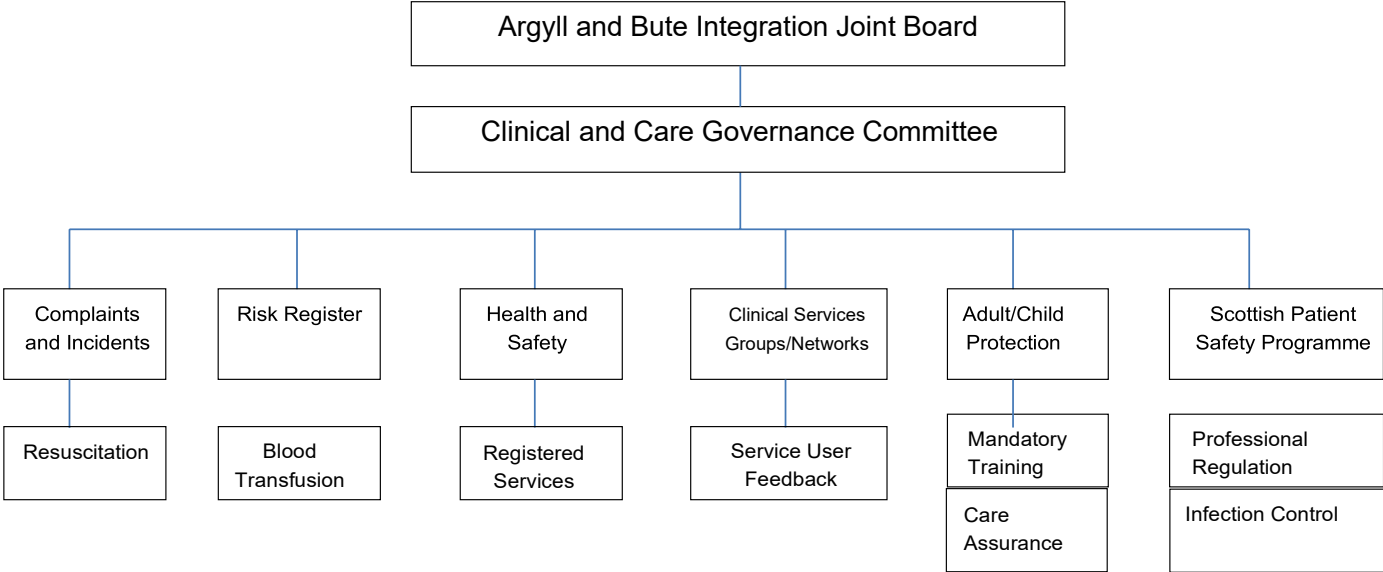 Argyll and Bute Integration Joint Board
Clinical and Care Governance Committee
Complaints
and Incidents
Risk Register
Health and
Safety
Clinical Services
Groups/Networks
Adult/Child
Protection
Scottish Patient
Safety Programme
Resuscitation
Blood
Transfusion
Registered
Services
Service User
Feedback
Mandatory
Training
Professional
Regulation
Care
Assurance
Infection Control